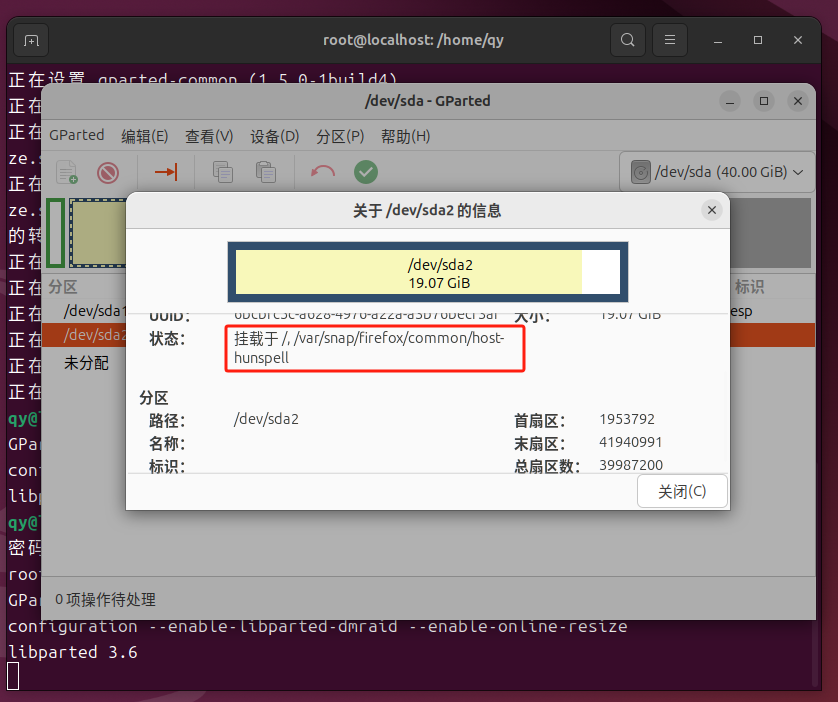 root@localhost: /home/qy
正在设置 gparted-common (1.5.0-1build4)
正在
/dev/sda - GParted
正在
GParted 编辑(E) 查看(V) 设备(D) 分区(P) 帮助(H)
ze.
正在
/dev/sda (40.00 GiB)
ze.
关于 /dev/sda2 的信息
的转
正在
/dev/sda2
19.07 GiB
正在
分区
标识
正在
/dev/sda1
esp
UUID：
大小：
19.07 GiB
正在
/dev/sda2
状态：
挂载于 /, /var/snap/firefox/common/host-
hunspell
正在
未分配
正在
分区
qy@
路径：
/dev/sda2
首扇区：
1953792
GPar
名称：
末扇区：
41940991
conf
标识：
总扇区数：
39987200
libp
关闭(C)
qy@
密码
roo
GPar
0 项操作待处理
configuration --enable-libparted-dmraid --enable-online-resize
libparted 3.6